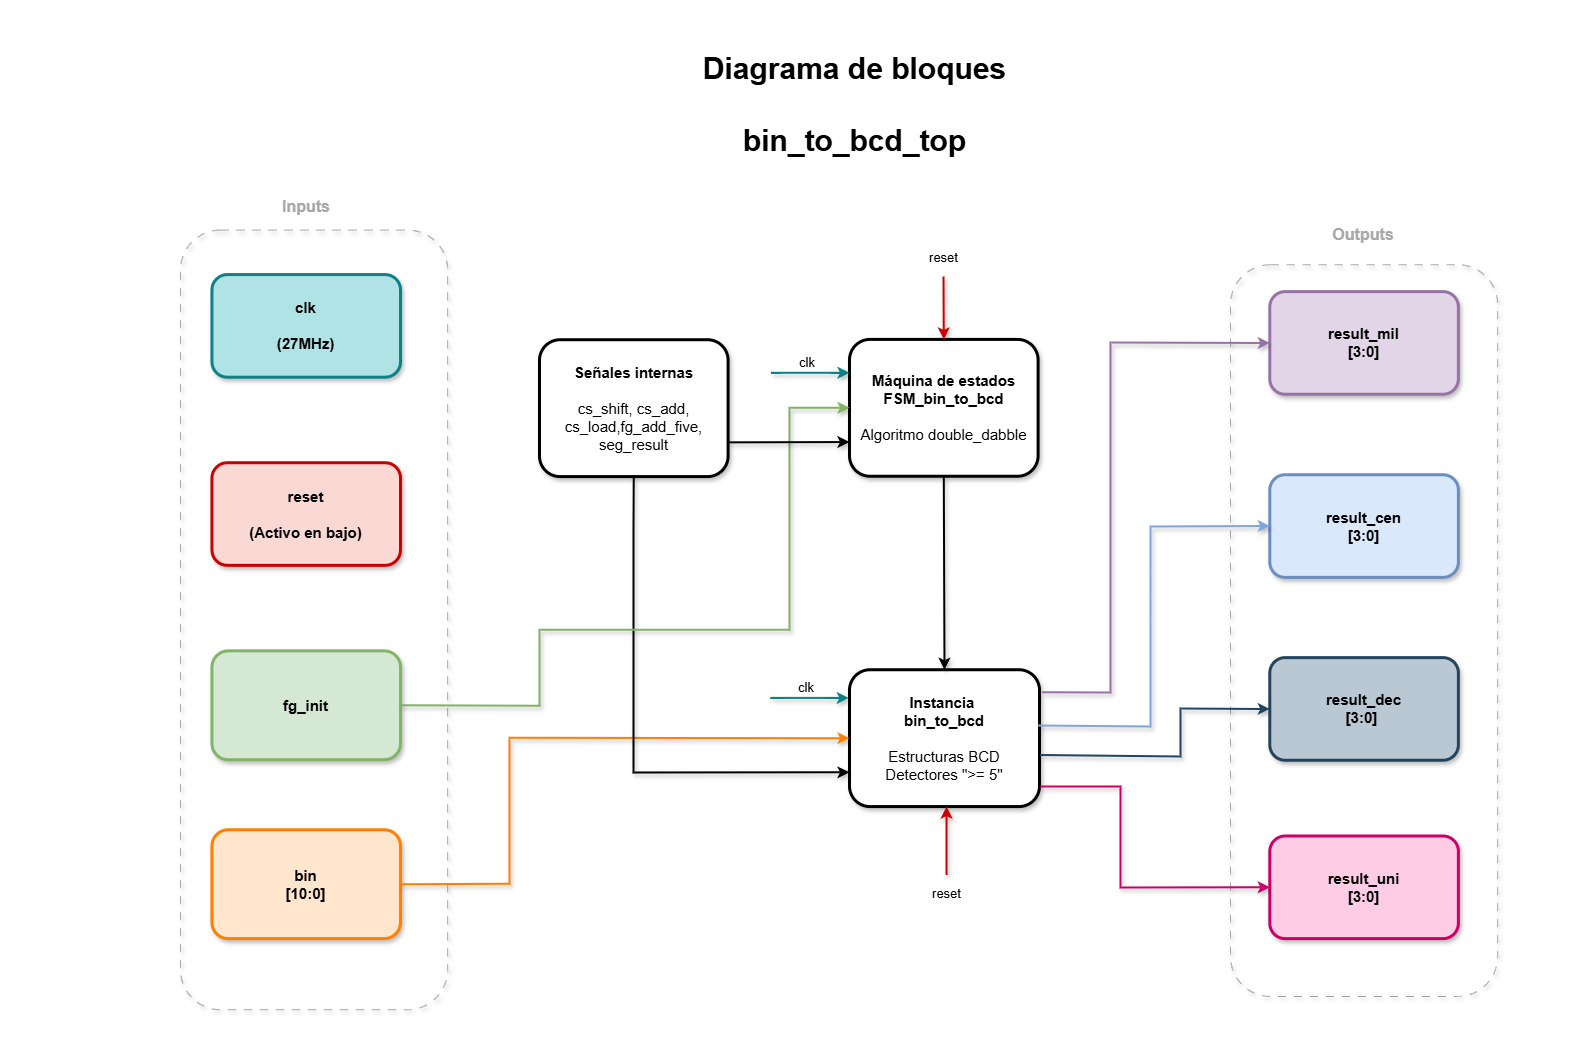 Diagrama de bloques
bin_to_bcd_top
Inputs
clk
(27MHz)
reset
(Activo en bajo)
fg_init
bin
[10:0]
Señales internas
cs_shift, cs_add,
cs_load,fg_add_five,
seg_result
reset
clk
Máquina de estados
FSM_bin_to_bcd
Algoritmo double_dabble
clk
Instancia
bin_to_bcd
Estructuras BCD
Detectores ">= 5"
reset
Outputs
result_mil
[3:0]
result_cen
[3:0]
result_dec
[3:0]
result_uni
[3:0]